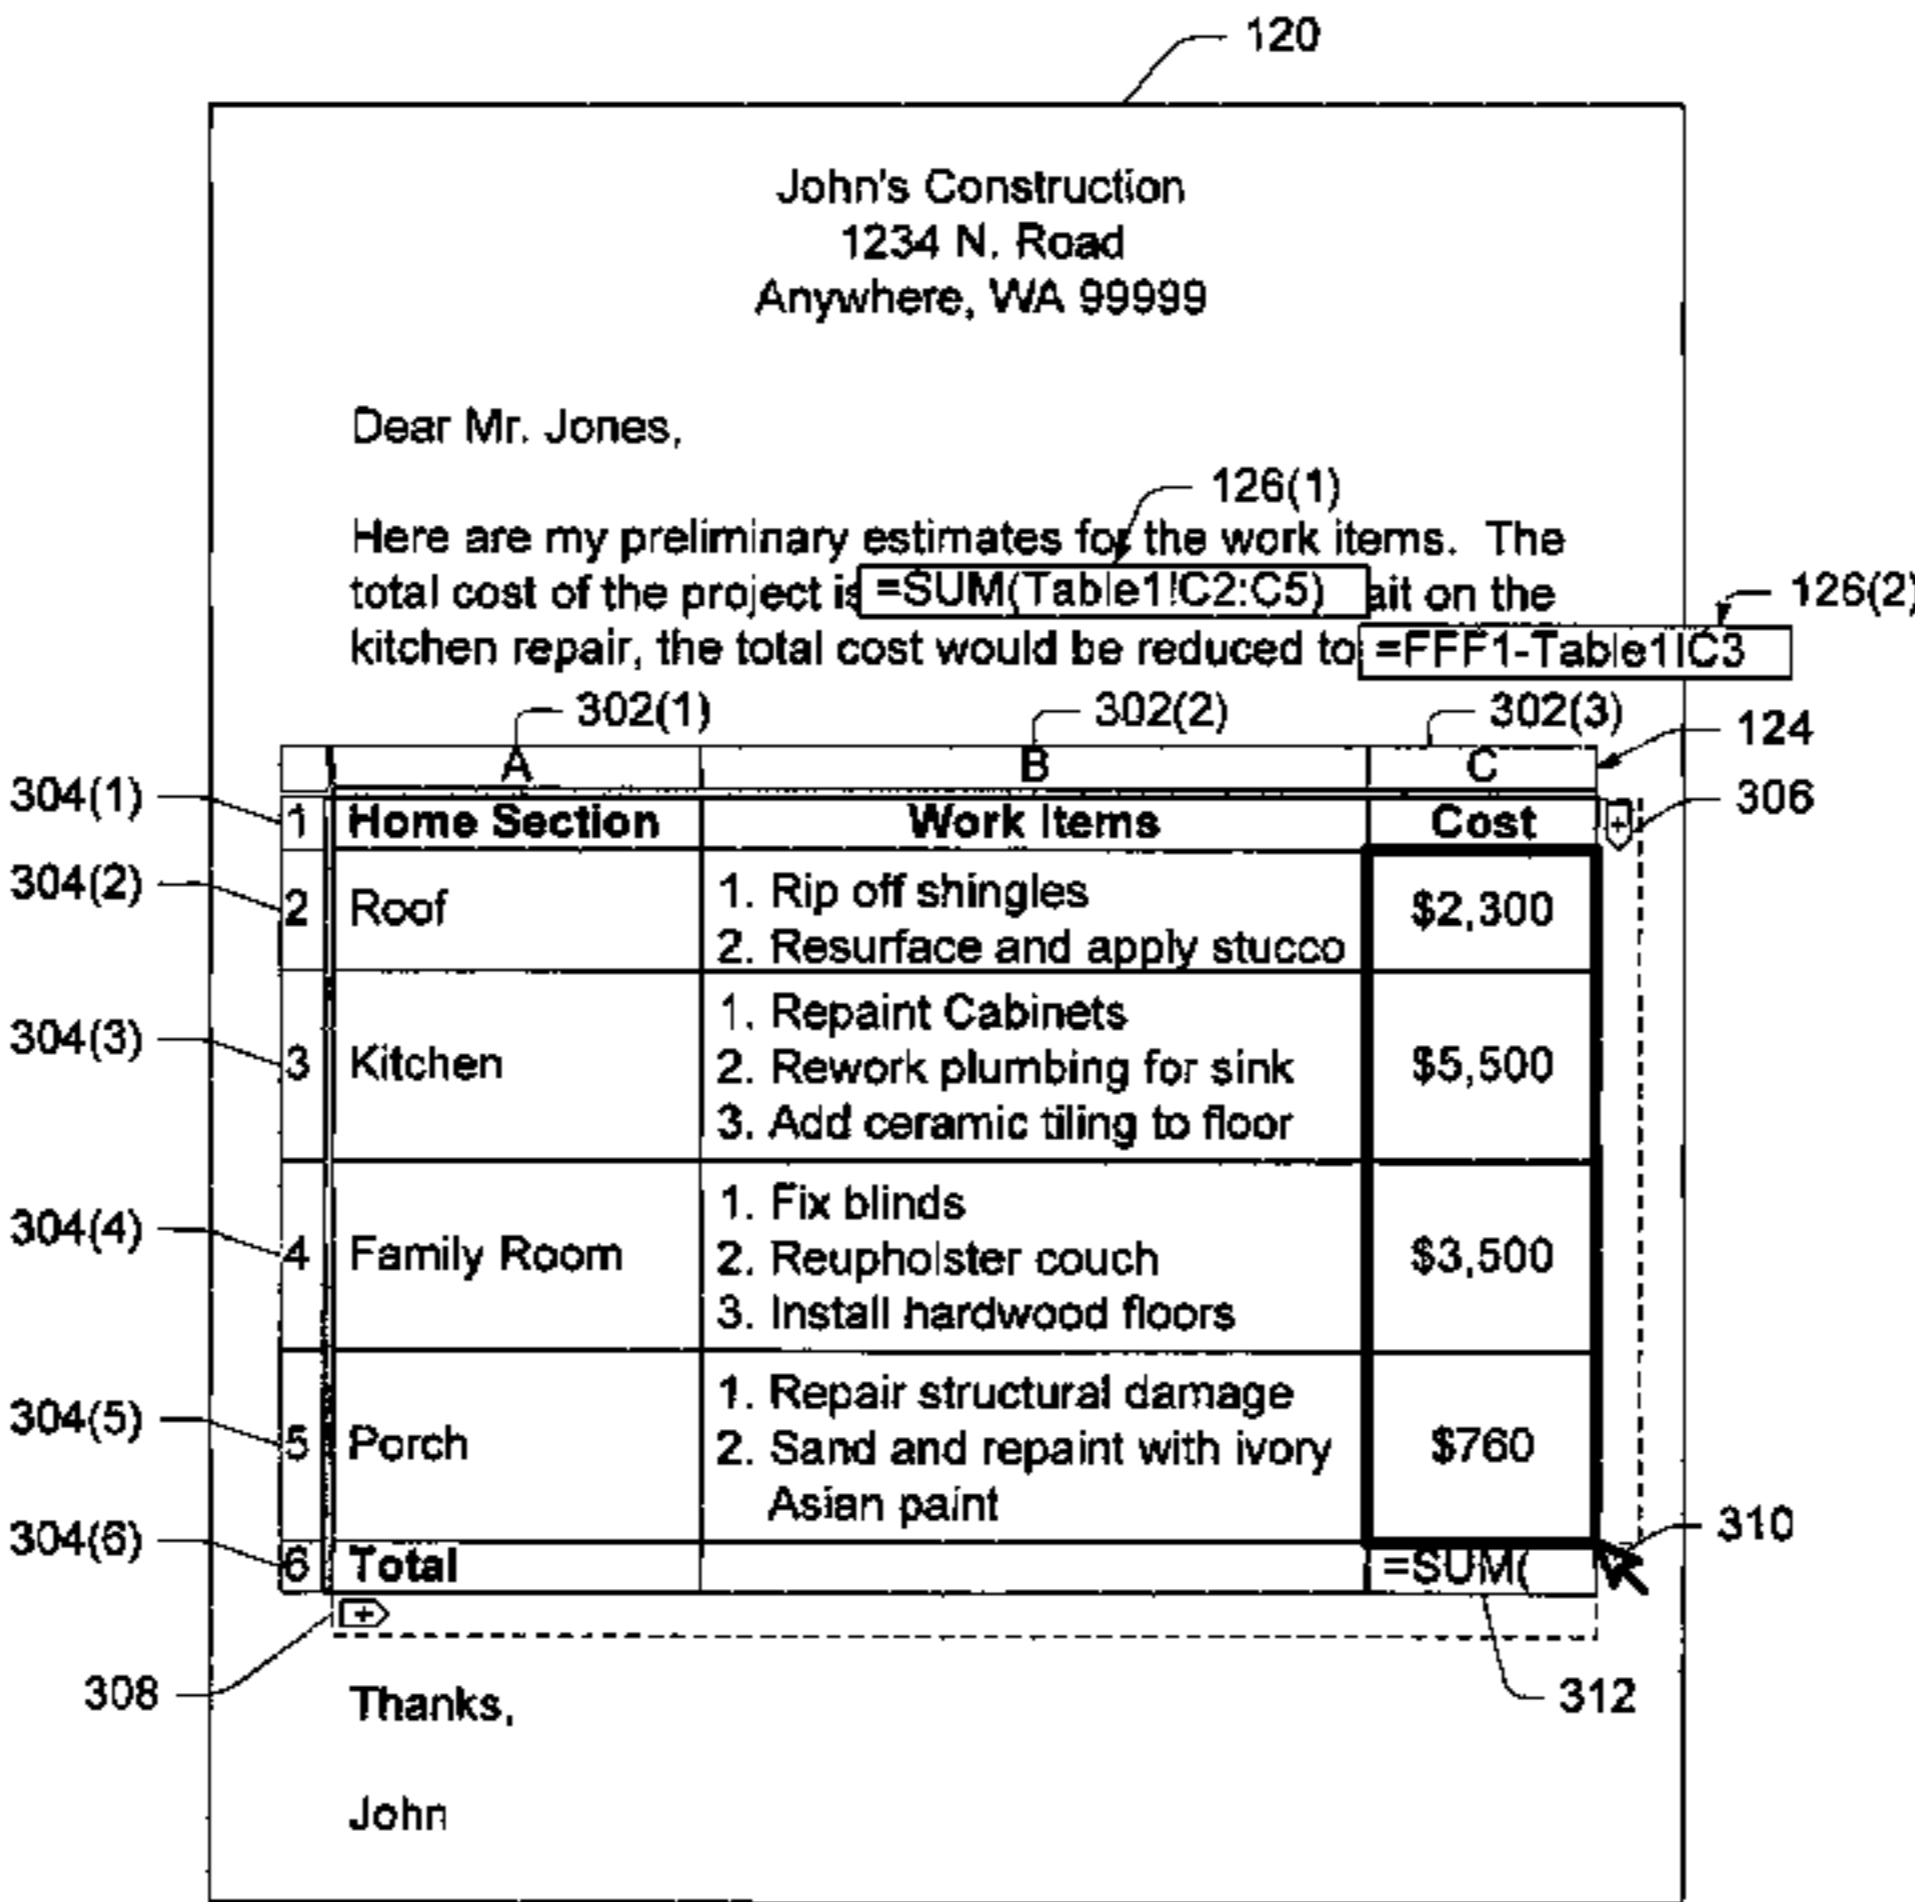 120
John's Construction
1234 N. Road
Anywhere, WA 99999
Dear Mr. Jones,
126(1)
Here are my preliminary estimates for the work items. The
total cost of the project is =SUM(Table1!C2:C5) ait on the
126(2)
kitchen repair, the total cost would be reduced to =FFF1-Table1!C3
302(1) 302(2) 302(3)
124
A B C
304(1) 1 Home Section Work Items Cost + 306
304(2) 2 Roof 1. Rip off shingles $2,300
2. Resurface and apply stucco
304(3) 3 Kitchen 1. Repaint Cabinets $5,500
2. Rework plumbing for sink
3. Add ceramic tiling to floor
304(4) 4 Family Room 1. Fix blinds $3,500
2. Reupholster couch
3. Install hardwood floors
304(5) 5 Porch 1. Repair structural damage $760
2. Sand and repaint with ivory
Asian paint
304(6) 6 Total =SUM( 310
+
308 312
Thanks,
John